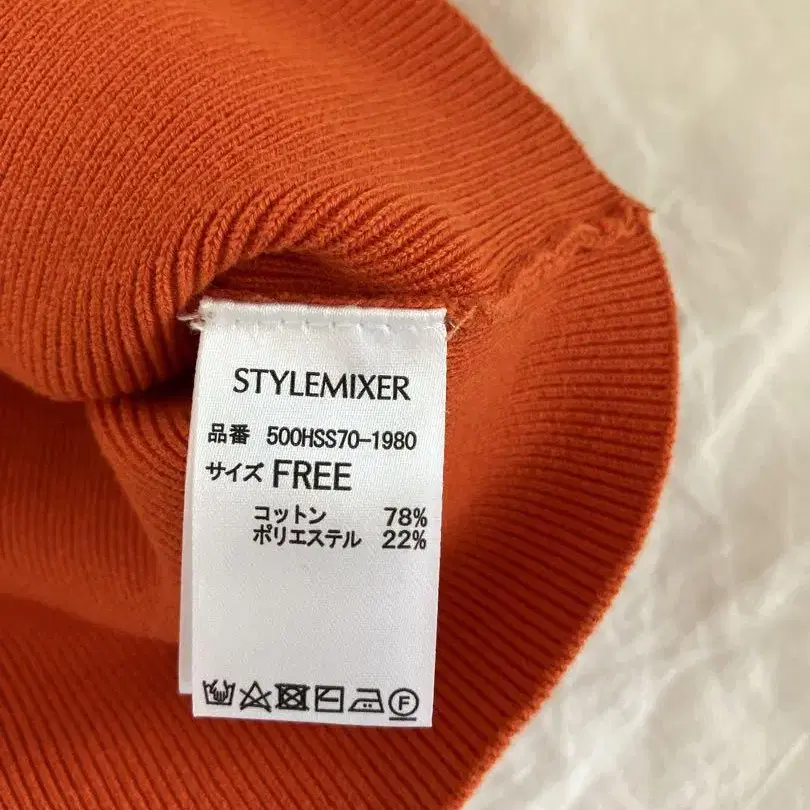 STYLEMIXER
品番 500HSS70-1980
サイズ FREE
コットン 78%
ポリエステル 22%
F